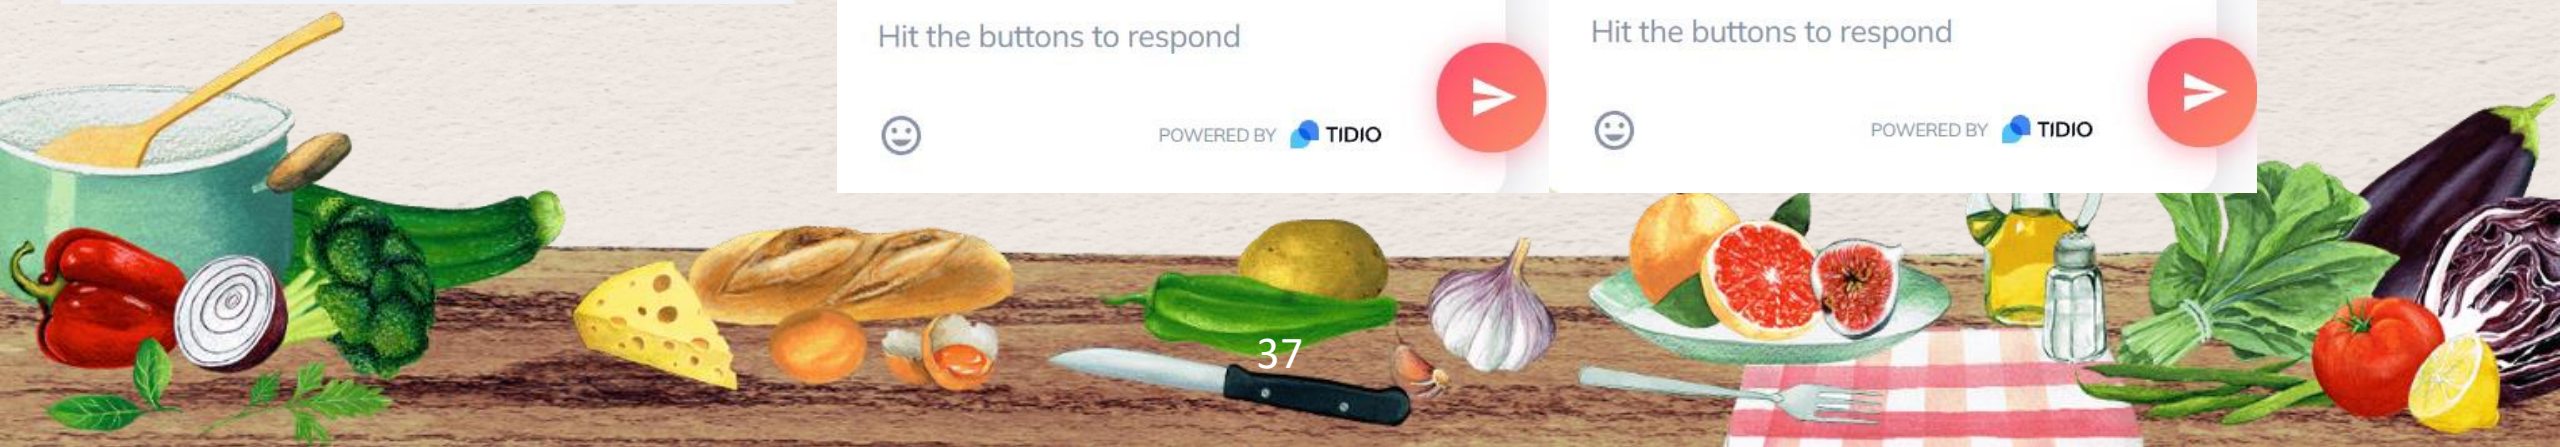 Hit the buttons to respond
POWERED BY TIDIO
Hit the buttons to respond
POWERED BY TIDIO
37